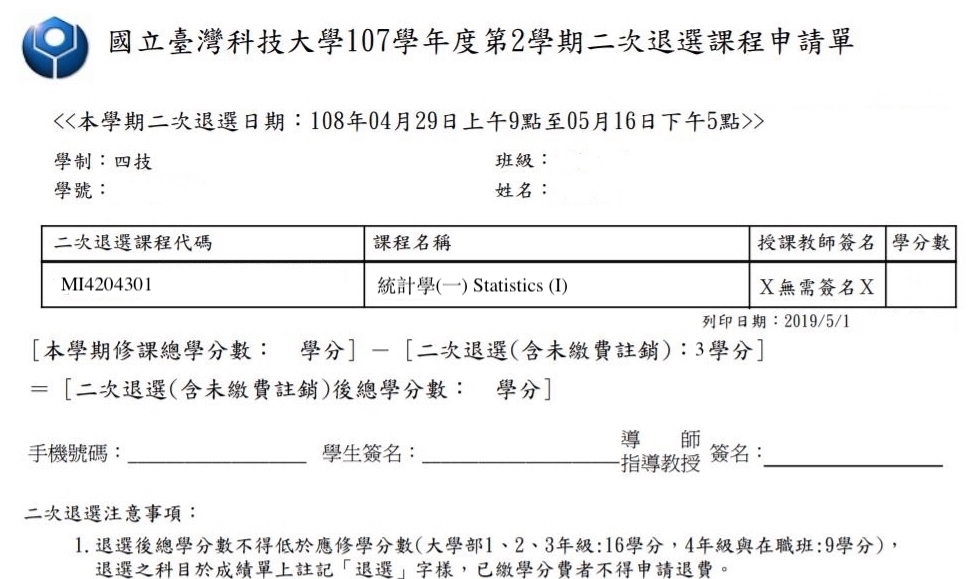 國立臺灣科技大學107學年度第2學期二次退選課程申請單
<<本學期二次退選日期：108年04月29日上午9點至05月16日下午5點>>
學制：四技 班級：
學號： 姓名：
二次退選課程代碼 課程名稱 授課教師簽名 學分數
MI4204301 統計學(一) Statistics (I) X無需簽名X
列印日期：2019/5/1
[本學期修課總學分數： 學分] － [二次退選(含未繳費註銷)：3學分]
＝ [二次退選(含未繳費註銷)後總學分數： 學分]
手機號碼：________ 學生簽名：________ 導師 指導教授 簽名：________
二次退選注意事項：
1. 退選後總學分數不得低於應修學分數(大學部1、2、3年級:16學分，4年級與在職班:9學分)，
退選之科目於成績單上註記「退選」字樣，已繳學分費者不得申請退費。